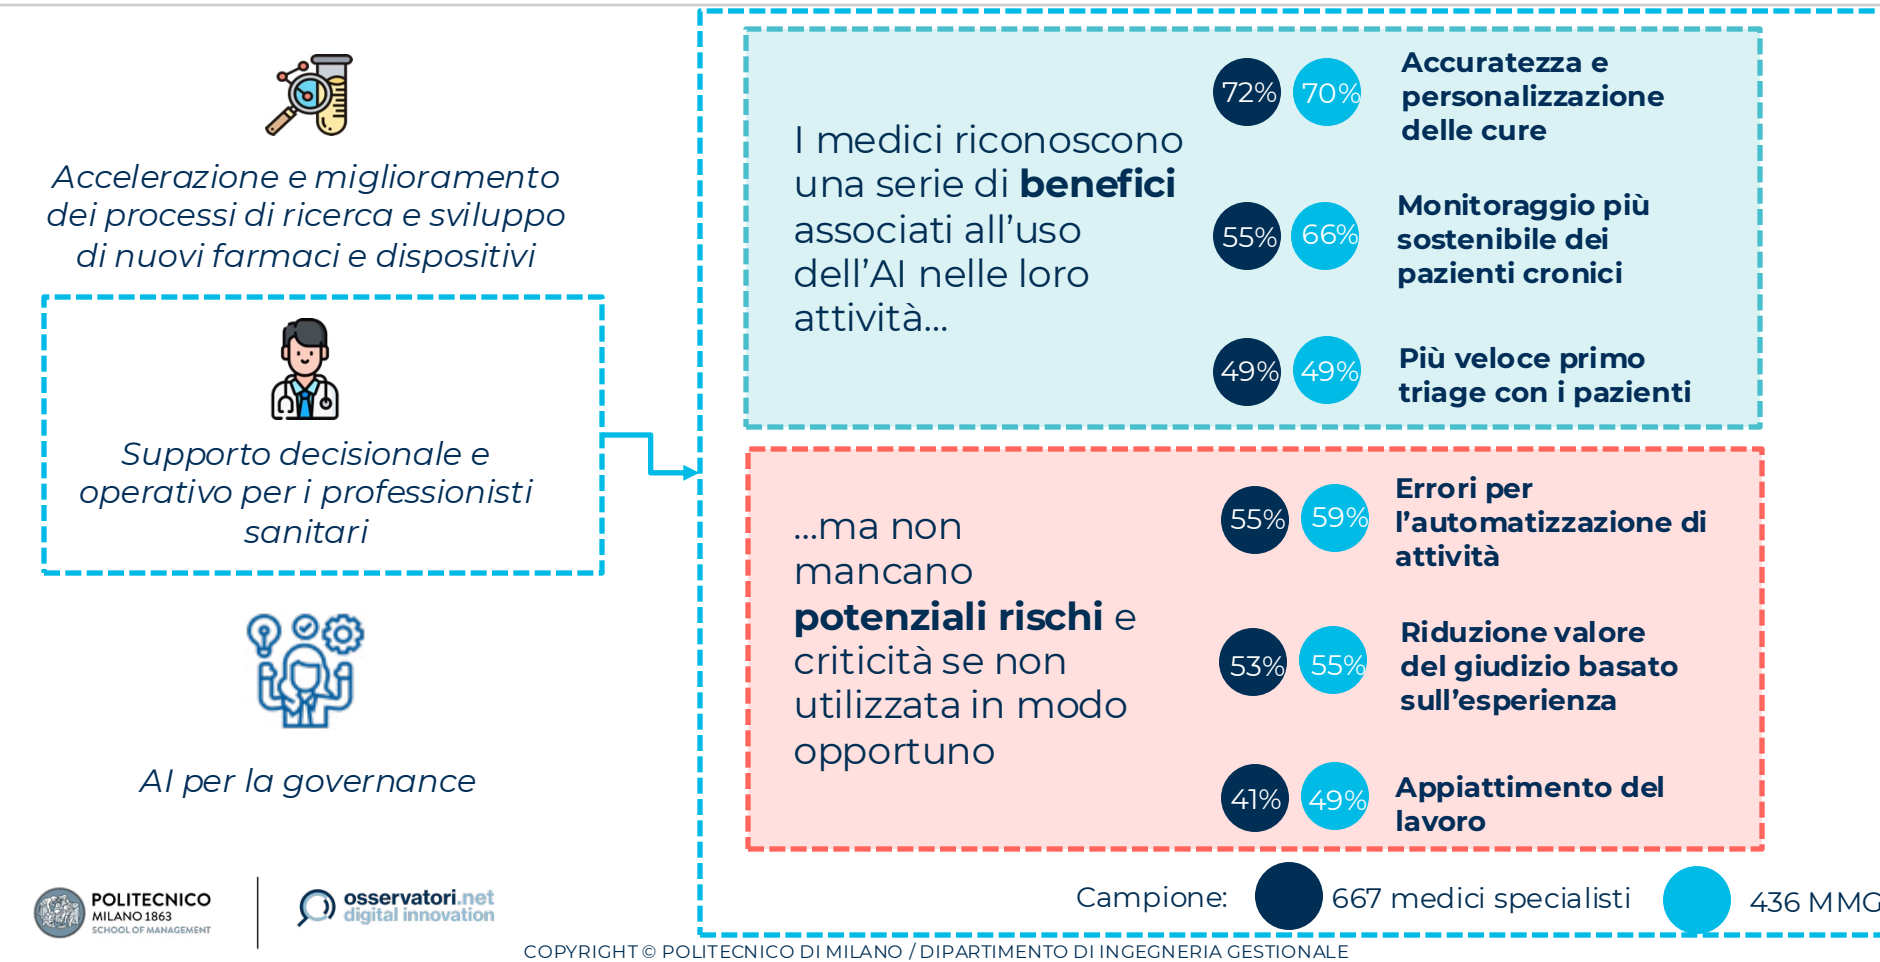 Accelerazione e miglioramento
dei processi di ricerca e sviluppo
di nuovi farmaci e dispositivi
Supporto decisionale e
operativo per i professionisti
sanitari
AI per la governance
I medici riconoscono
una serie di benefici
associati all'uso
dell'AI nelle loro
attività...
72% 70%
Accuratezza e
personalizzazione
delle cure
55% 66%
Monitoraggio più
sostenibile dei
pazienti cronici
49% 49%
Più veloce primo
triage con i pazienti
...ma non
mancano
potenziali rischi e
criticità se non
utilizzata in modo
opportuno
55% 59%
Errori per
l'automatizzazione di
attività
53% 55%
Riduzione valore
del giudizio basato
sull'esperienza
41% 49%
Appiattimento del
lavoro
Campione: 667 medici specialisti 436 MMG
POLITECNICO
MILANO 1863
SCHOOL OF MANAGEMENT
osservatori.net
digital innovation
COPYRIGHT © POLITECNICO DI MILANO / DIPARTIMENTO DI INGEGNERIA GESTIONALE